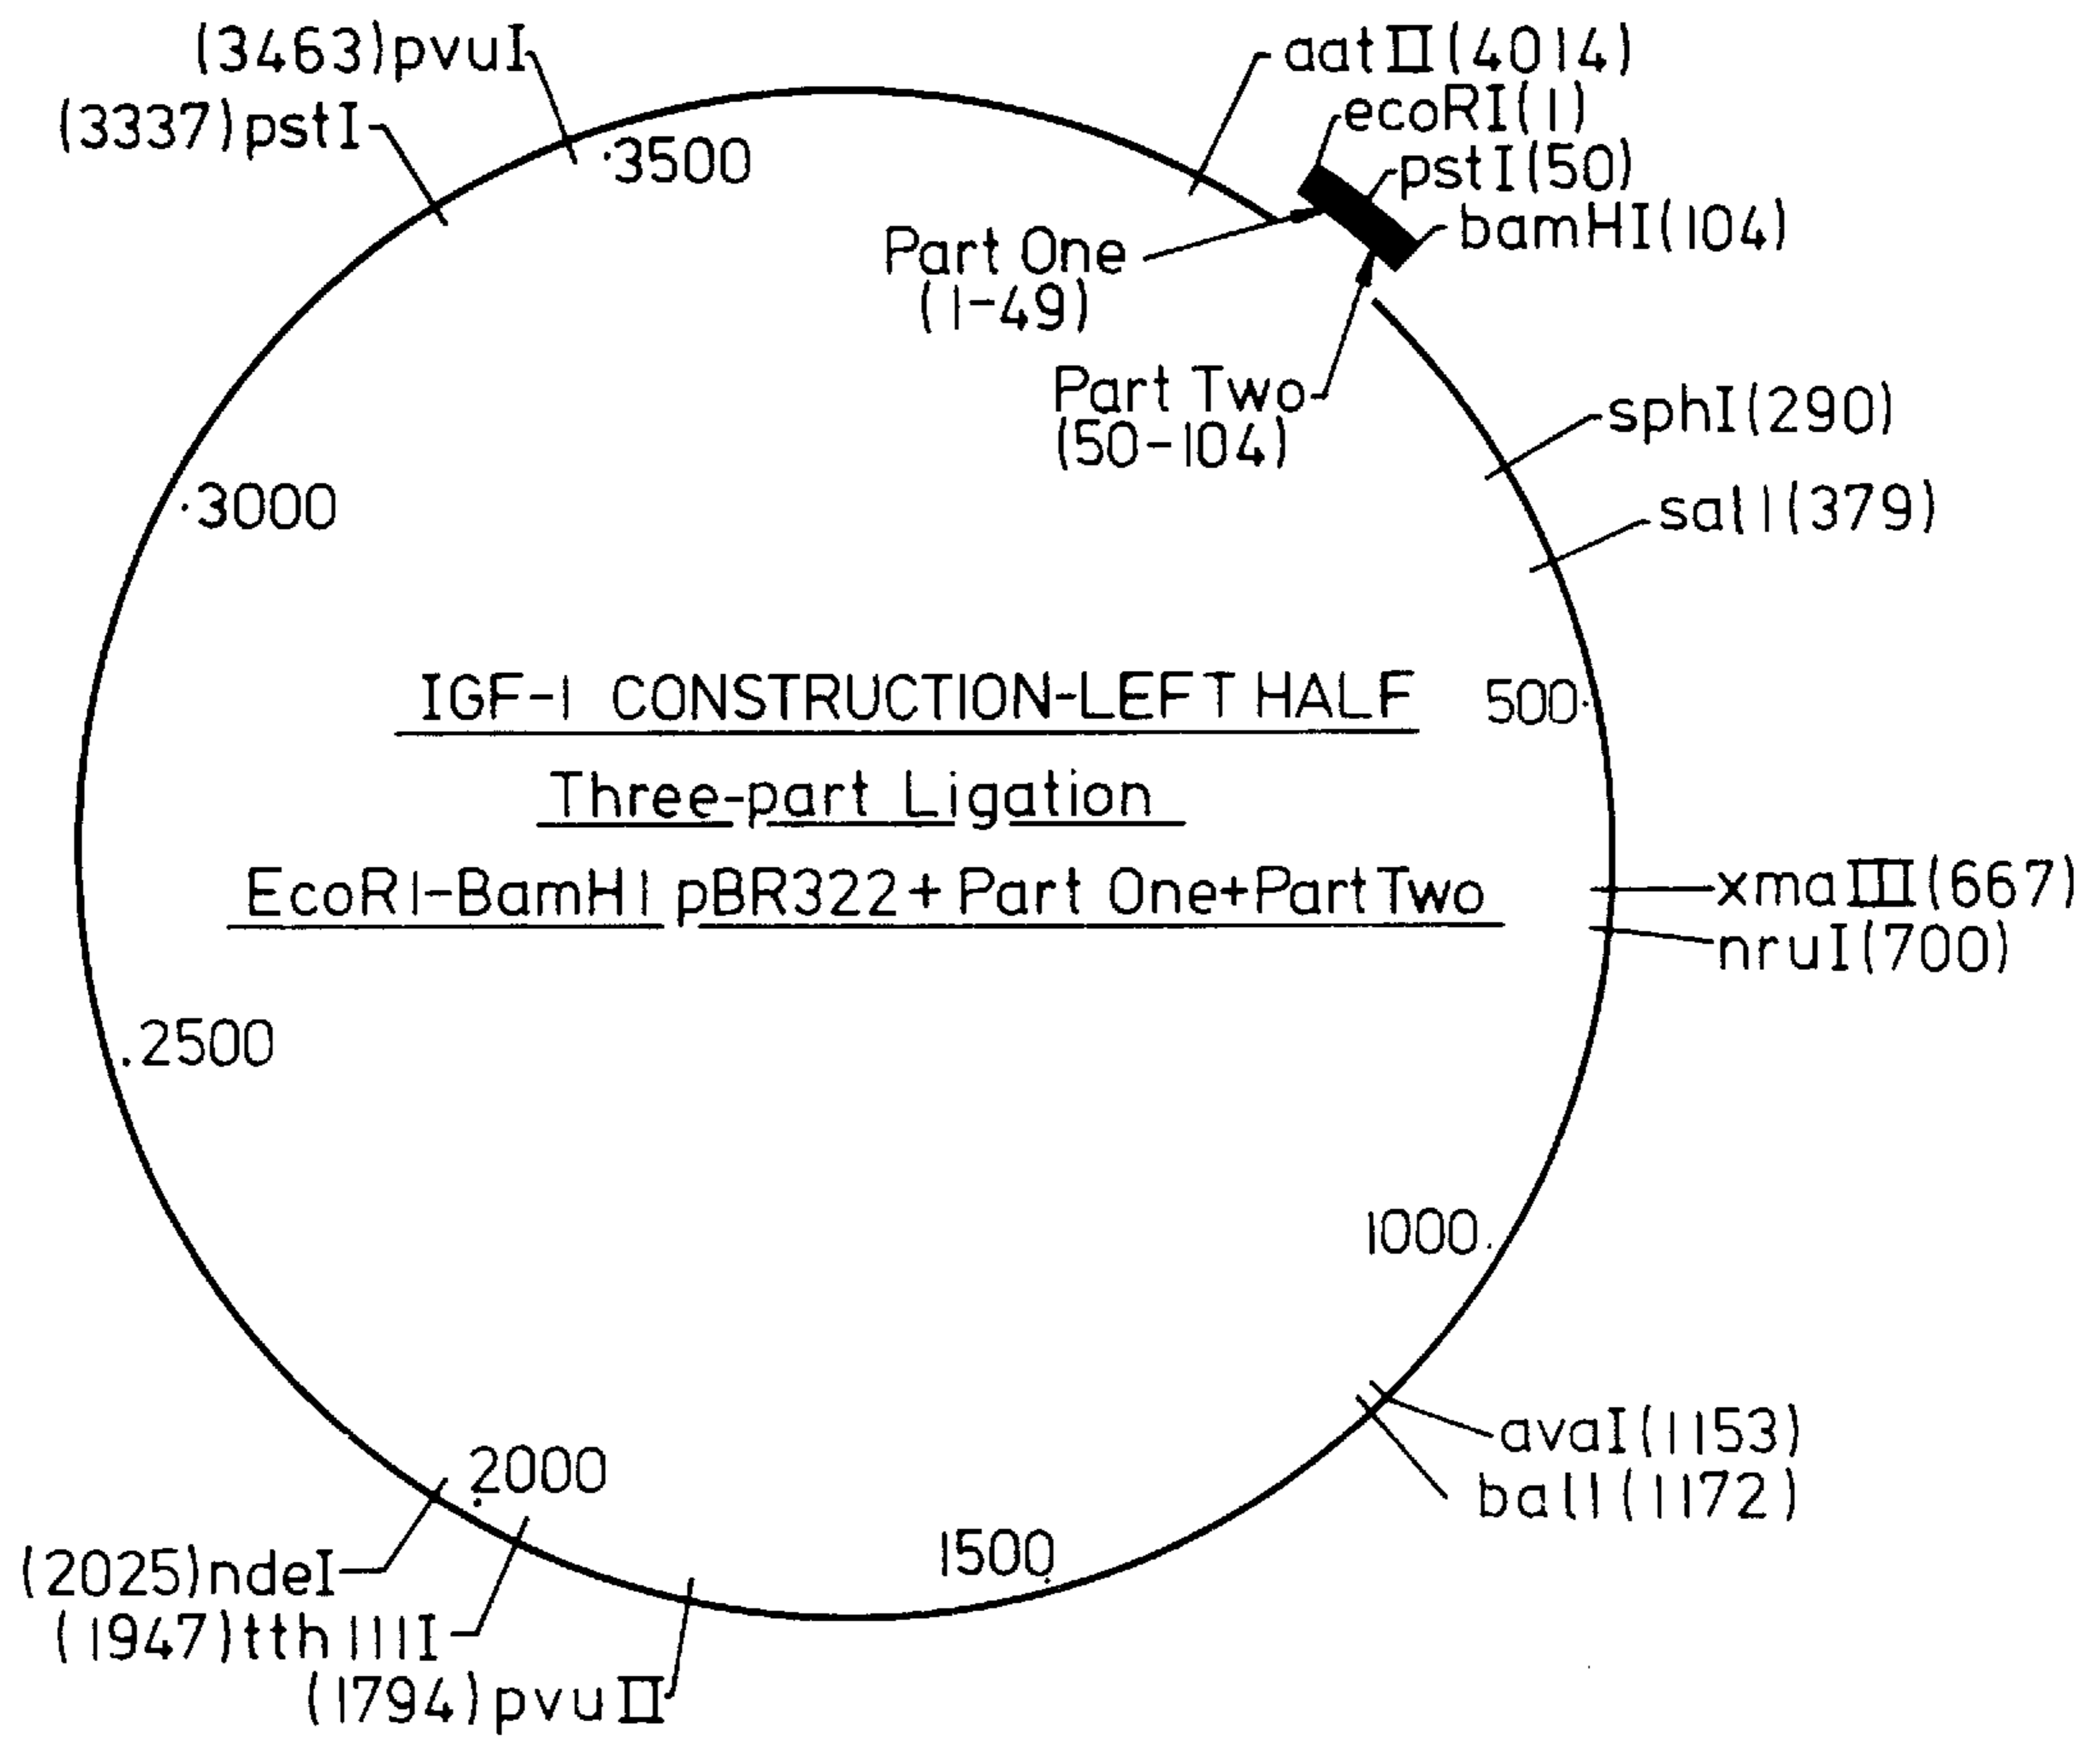 (3463)pvuI
(3337)pstI
aatII(4014)
ecoRI(1)
pstI(50)
bamHI(104)
.3500
Part One
(1-49)
Part Two
(50-104)
sphI(290)
salI(379)
.3000
IGF-1 CONSTRUCTION-LEFT HALF
500.
Three-part Ligation
EcoRI-BamHI pBR322+Part One+Part Two
xmaIII(667)
nruI(700)
.2500
1000.
avaI(1153)
balI(1172)
2000
1500
(2025)ndeI
(1947)tth111I
(1794)pvuII